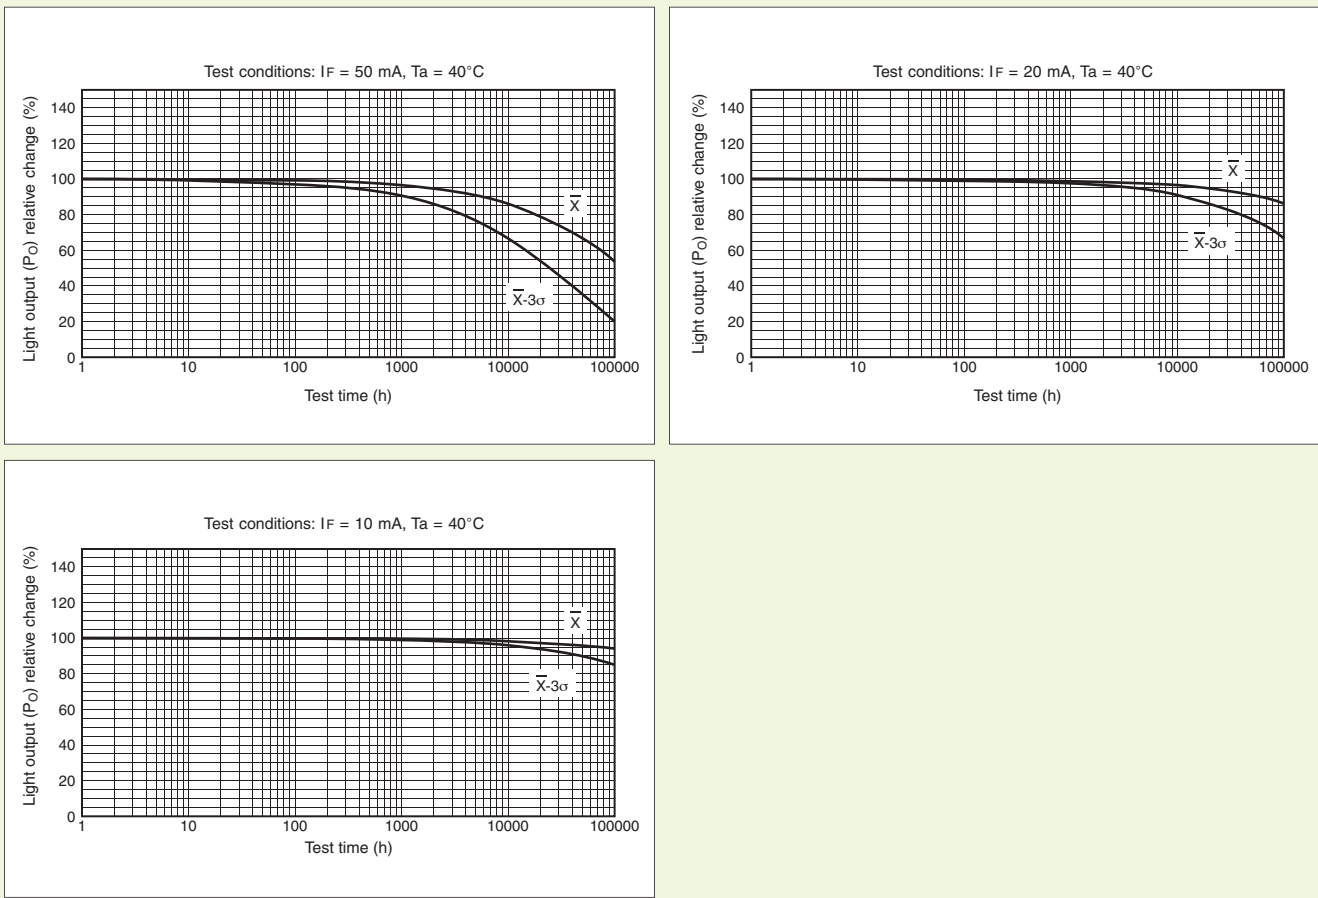 Test conditions: IF = 50 mA, Ta = 40°C
Light output (PO) relative change (%)
140
120
100
80
60
40
20
0
X̅
X̅-3σ
1 10 100 1000 10000 100000
Test time (h)
Test conditions: IF = 20 mA, Ta = 40°C
Light output (PO) relative change (%)
140
120
100
80
60
40
20
0
X̅
X̅-3σ
1 10 100 1000 10000 100000
Test time (h)
Test conditions: IF = 10 mA, Ta = 40°C
Light output (PO) relative change (%)
140
120
100
80
60
40
20
0
X̅
X̅-3σ
1 10 100 1000 10000 100000
Test time (h)